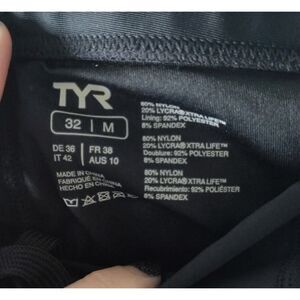 TYR
32 | M
DE 36 | FR 38
IT 42 | AUS 10
MADE IN CHINA
FABRIQUÉ EN CHINE
HECHO EN CHINA
80% NYLON
20% LYCRA® XTRA LIFE™
Lining: 92% POLYESTER
8% SPANDEX
80% NYLON
20% LYCRA® XTRA LIFE™
Doublure: 92% POLYESTER
8% SPANDEX
80% NYLON
20% LYCRA® XTRA LIFE™
Recubrimiento: 92% POLIÉSTER
8% SPANDEX